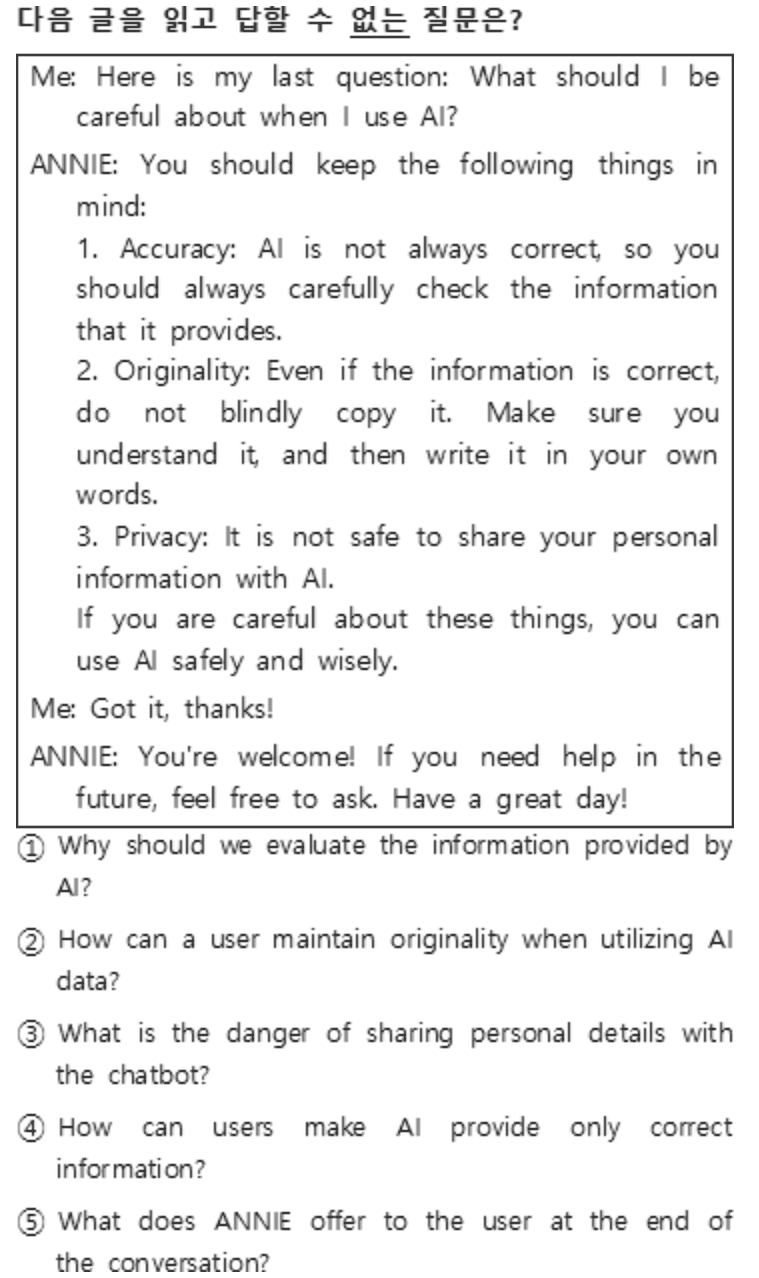 다음 글을 읽고 답할 수 없는 질문은?
Me: Here is my last question: What should I be
careful about when I use AI?
ANNIE: You should keep the following things in
mind:
1. Accuracy: AI is not always correct, so you
should always carefully check the information
that it provides.
2. Originality: Even if the information is correct,
do not blindly copy it. Make sure you
understand it, and then write it in your own
words.
3. Privacy: It is not safe to share your personal
information with AI.
If you are careful about these things, you can
use AI safely and wisely.
Me: Got it, thanks!
ANNIE: You're welcome! If you need help in the
future, feel free to ask. Have a great day!
① Why should we evaluate the information provided by
AI?
② How can a user maintain originality when utilizing AI
data?
③ What is the danger of sharing personal details with
the chatbot?
④ How can users make AI provide only correct
information?
⑤ What does ANNIE offer to the user at the end of
the conversation?